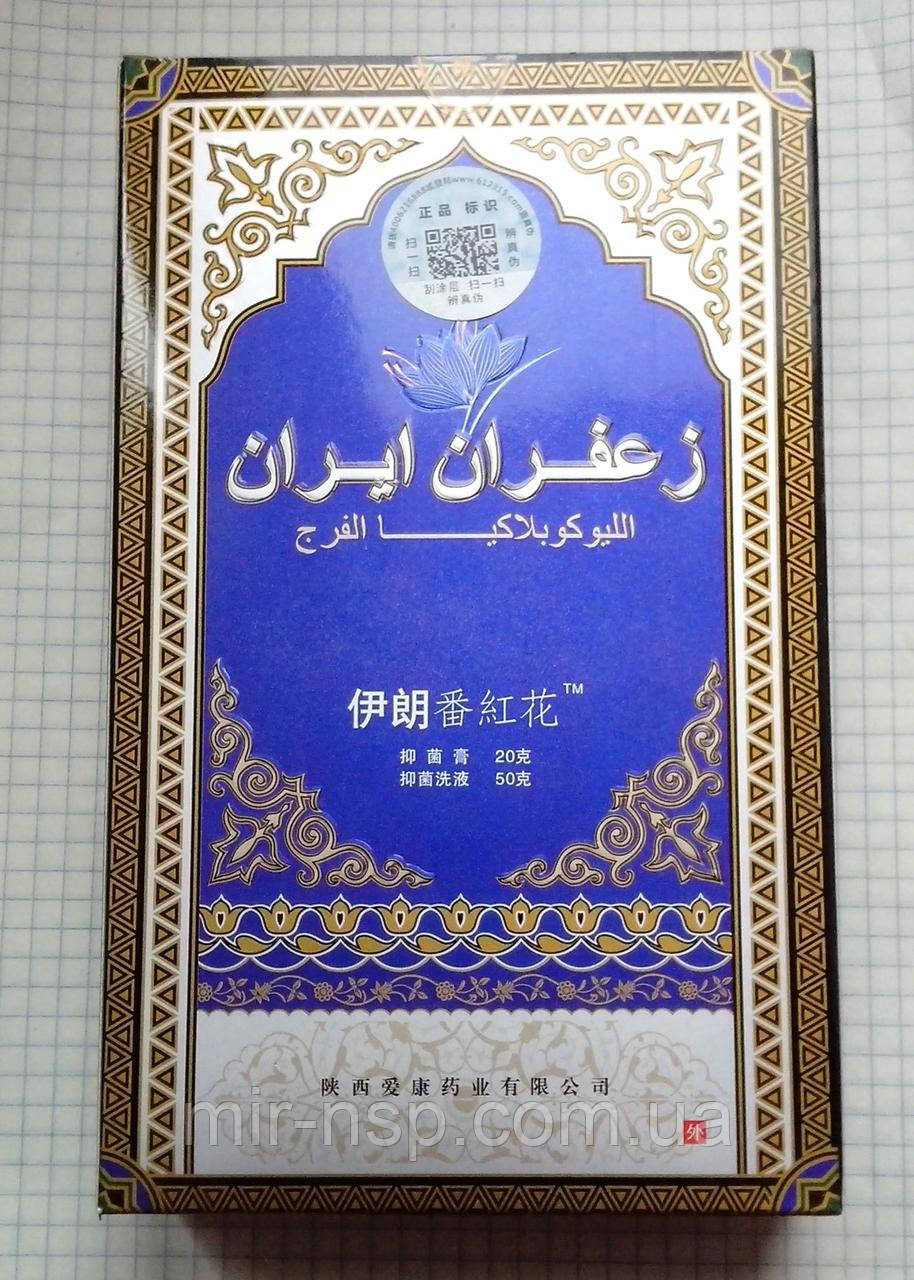 正品 标识
扫一扫
辨真伪
刮涂层 扫一扫
辨真伪
زعفران ایران
الليوكوبلاكيا الفرج
伊朗番紅花™
抑菌膏 20克
抑菌洗液 50克
陕西爱康药业有限公司
mir-nsp.com.ua
外